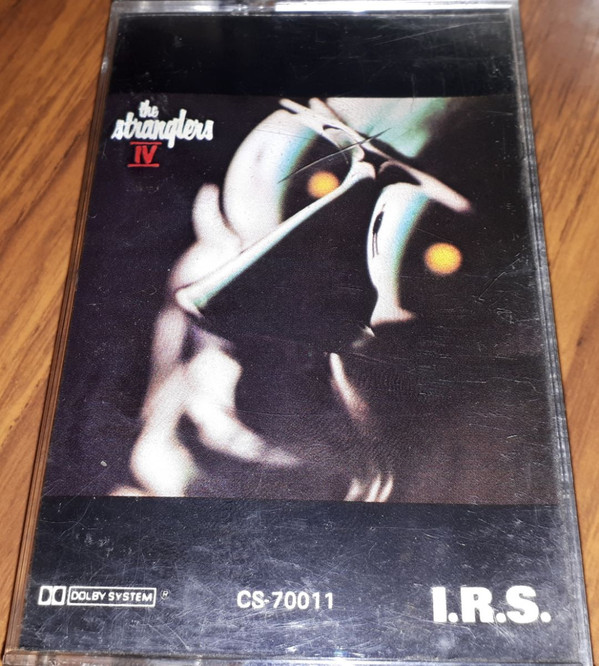 the
stranglers
IV
DOLBY SYSTEM ®
CS-70011
I.R.S.